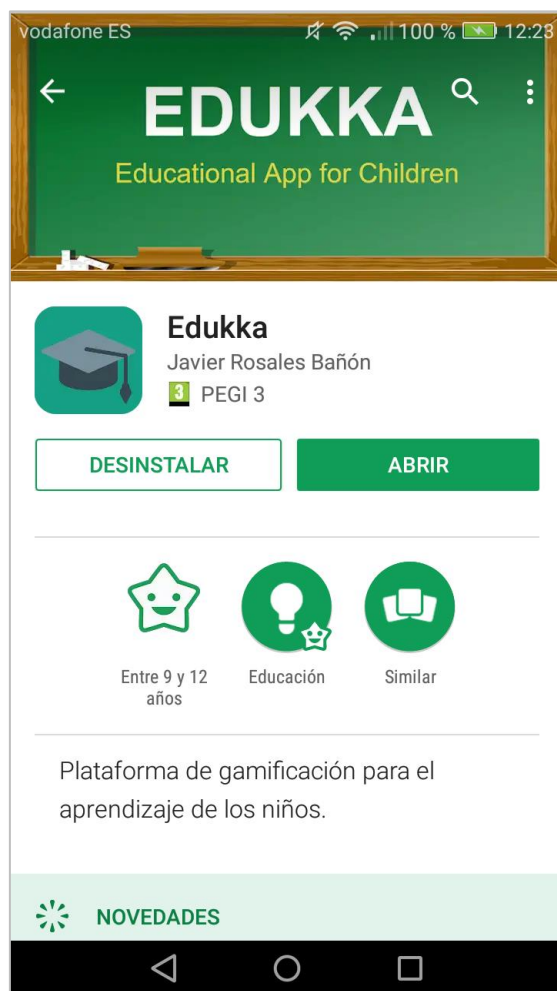 vodafone ES 100 % 12:23
EDUKKA
Educational App for Children
Edukka
Javier Rosales Bañón
3 PEGI 3
DESINSTALAR ABRIR
Entre 9 y 12 Educación Similar
años
Plataforma de gamificación para el
aprendizaje de los niños.
NOVEDADES